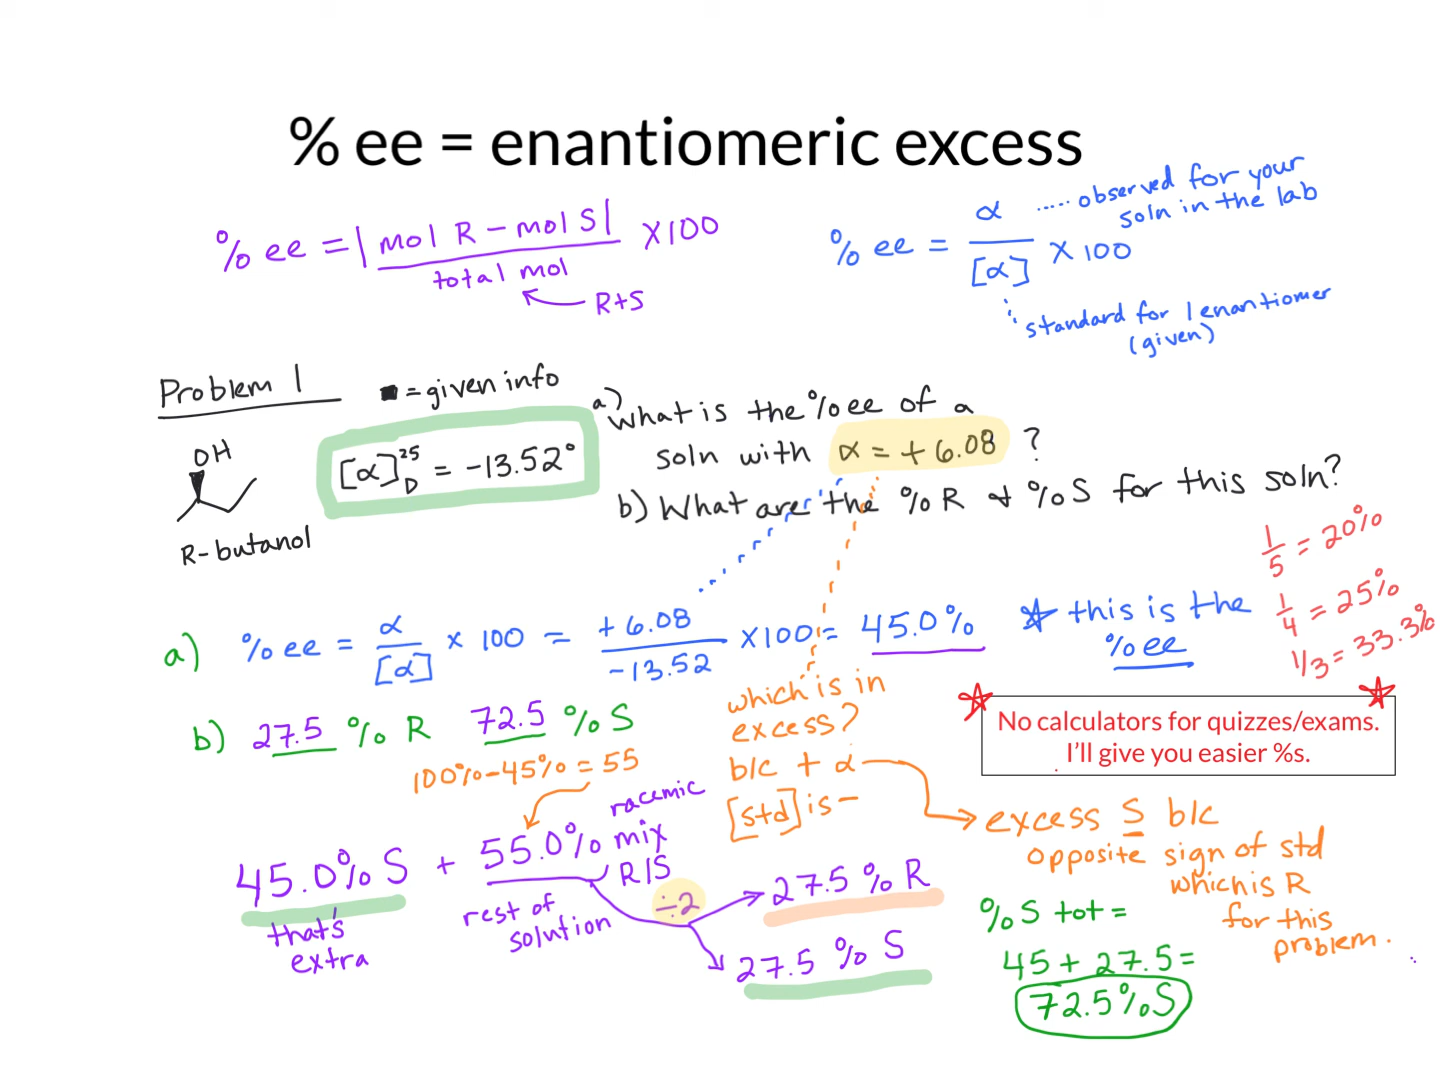 % ee = enantiomeric excess
% ee = |mol R - mol S| / total mol x100
R+S
% ee = α / [α] x 100
..... observed for your
soln in the lab
standard for 1 enantiomer
(given)
Problem 1
■ = given info
OH
R-butanol
[α]25D = -13.52°
a) What is the % ee of a
soln with α = + 6.08 ?
b) What are the % R & % S for this soln?
1/5 = 20%
1/4 = 25%
1/3 = 33.3%
a) % ee = α / [α] x 100 = +6.08 / -13.52 x100 = 45.0%
★ this is the
% ee
b) 27.5 % R 72.5 % S
100%-45% = 55
which is in
excess?
b/c + α
[std] is -
No calculators for quizzes/exams.
I'll give you easier %s.
excess S b/c
opposite sign of std
which is R
for this
problem.
45.0% S + 55.0% racemic
mix
R/S
that's
extra
rest of
solution
÷2
27.5 % R
27.5 % S
% S tot =
45 + 27.5 =
72.5% S